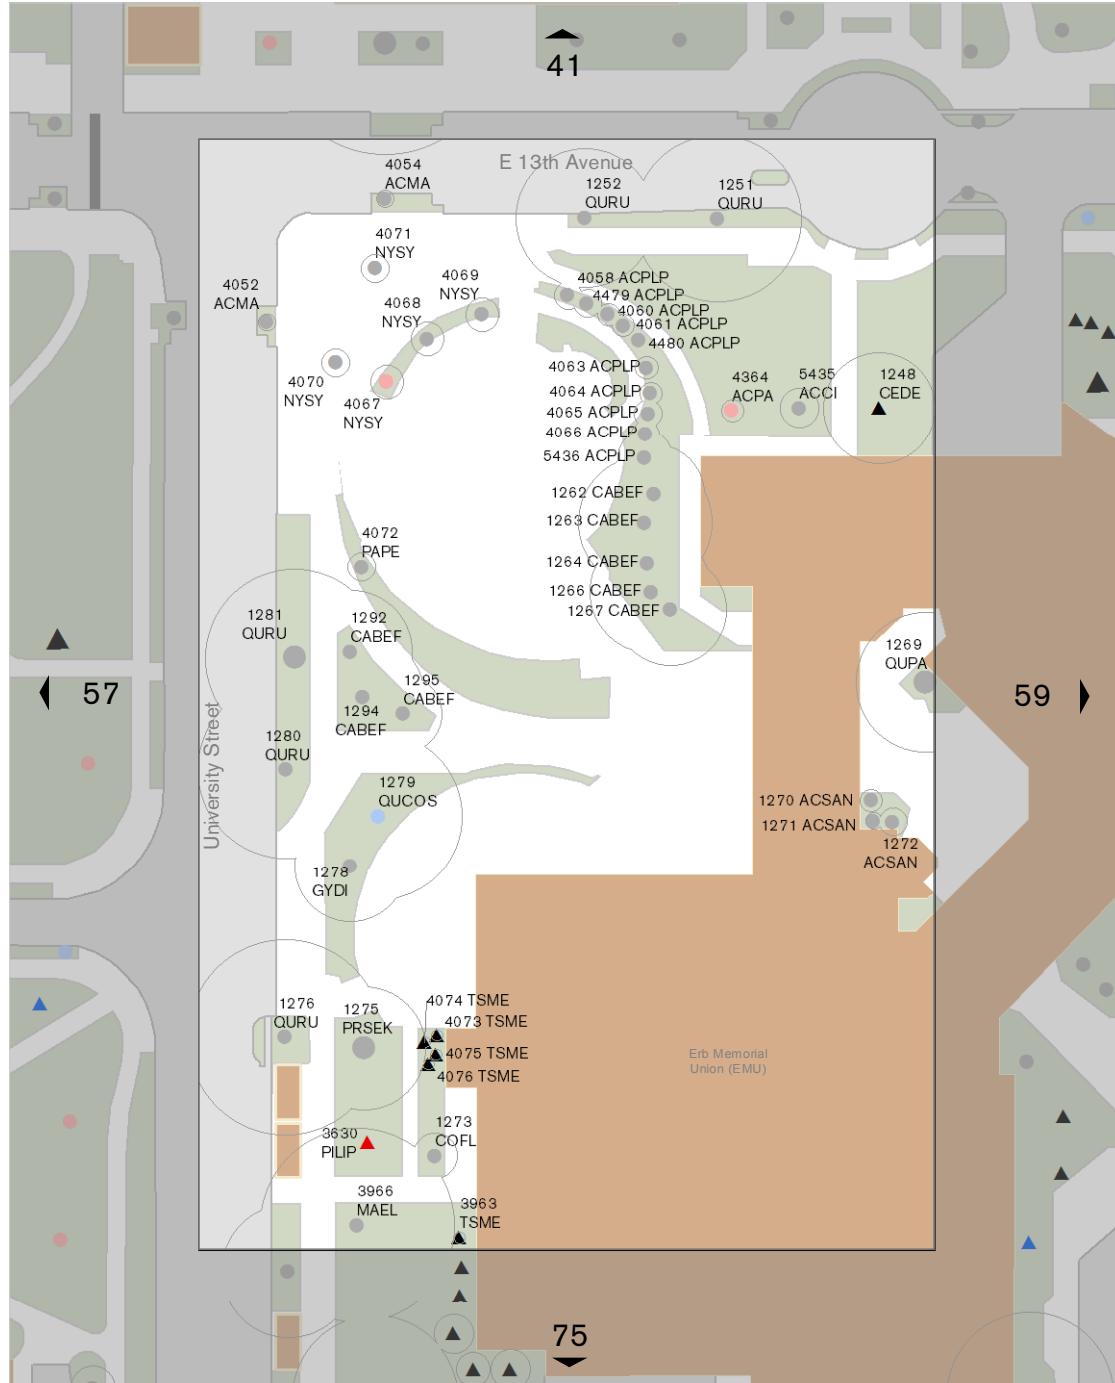 41
E 13th Avenue
4054
ACMA
1252
QURU
1251
QURU
4071
NYSY
4052
ACMA
4069
NYSY
4068
NYSY
4058 ACPLP
4479 ACPLP
4060 ACPLP
4061 ACPLP
4480 ACPLP
4063 ACPLP
4064 ACPLP
4065 ACPLP
4066 ACPLP
5436 ACPLP
4070
NYSY
4067
NYSY
4364
ACPA
5435
ACCI
1248
CEDE
1262 CABEF
1263 CABEF
1264 CABEF
1266 CABEF
1267 CABEF
4072
PAPE
1281
QURU
1292
CABEF
1295
CABEF
1294
CABEF
1269
QUPA
57
59
University Street
1280
QURU
1279
QUCOS
1270 ACSAN
1271 ACSAN
1272
ACSAN
1278
GYDI
1276
QURU
1275
PRSEK
4074 TSME
4073 TSME
4075 TSME
4076 TSME
Erb Memorial
Union (EMU)
3630
PILIP
1273
COFL
3966
MAEL
3963
TSME
75